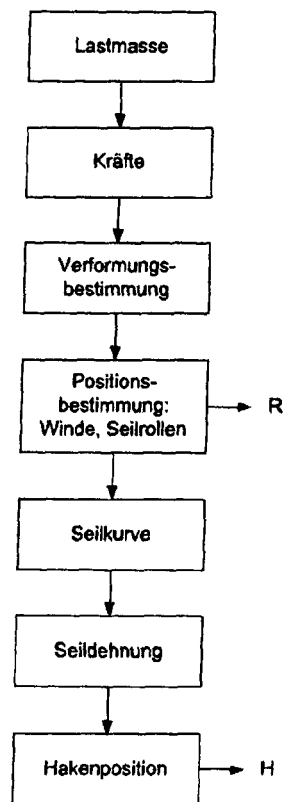 Lastmasse
Kräfte
Verformungs-
bestimmung
Positions-
bestimmung:
Winde, Seilrollen
R
Seilkurve
Seildehnung
Hakenposition
H